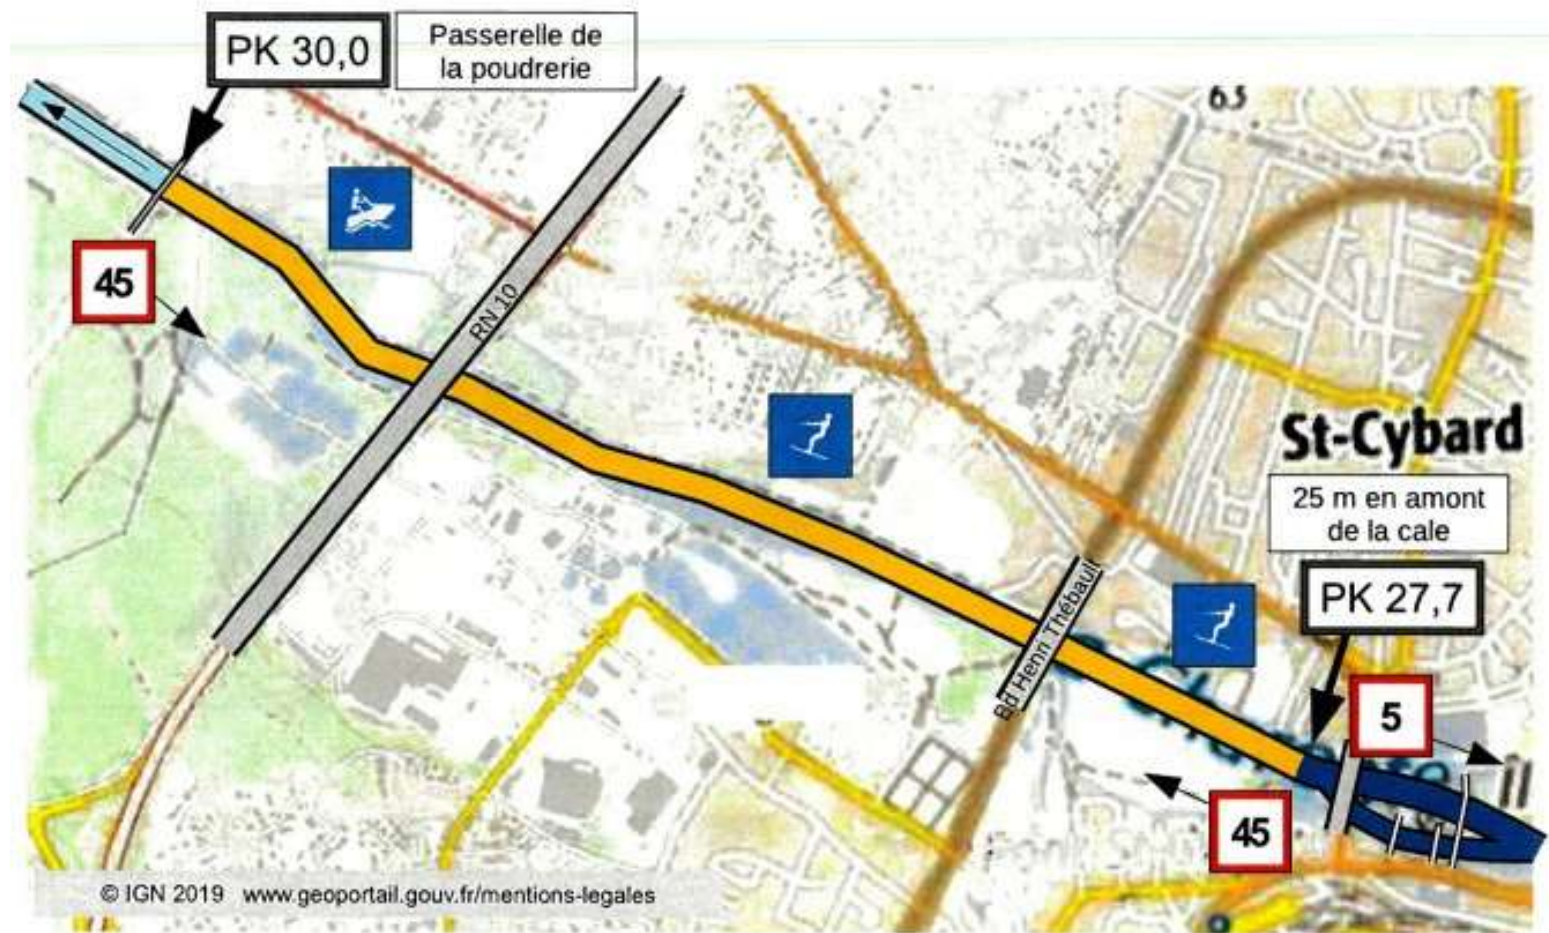 PK 30,0
Passerelle de
la poudrerie
63
45
RN 10
St-Cybard
25 m en amont
de la cale
PK 27,7
Bd Henri Thébault
5
45
© IGN 2019 www.geoportail.gouv.fr/mentions-legales